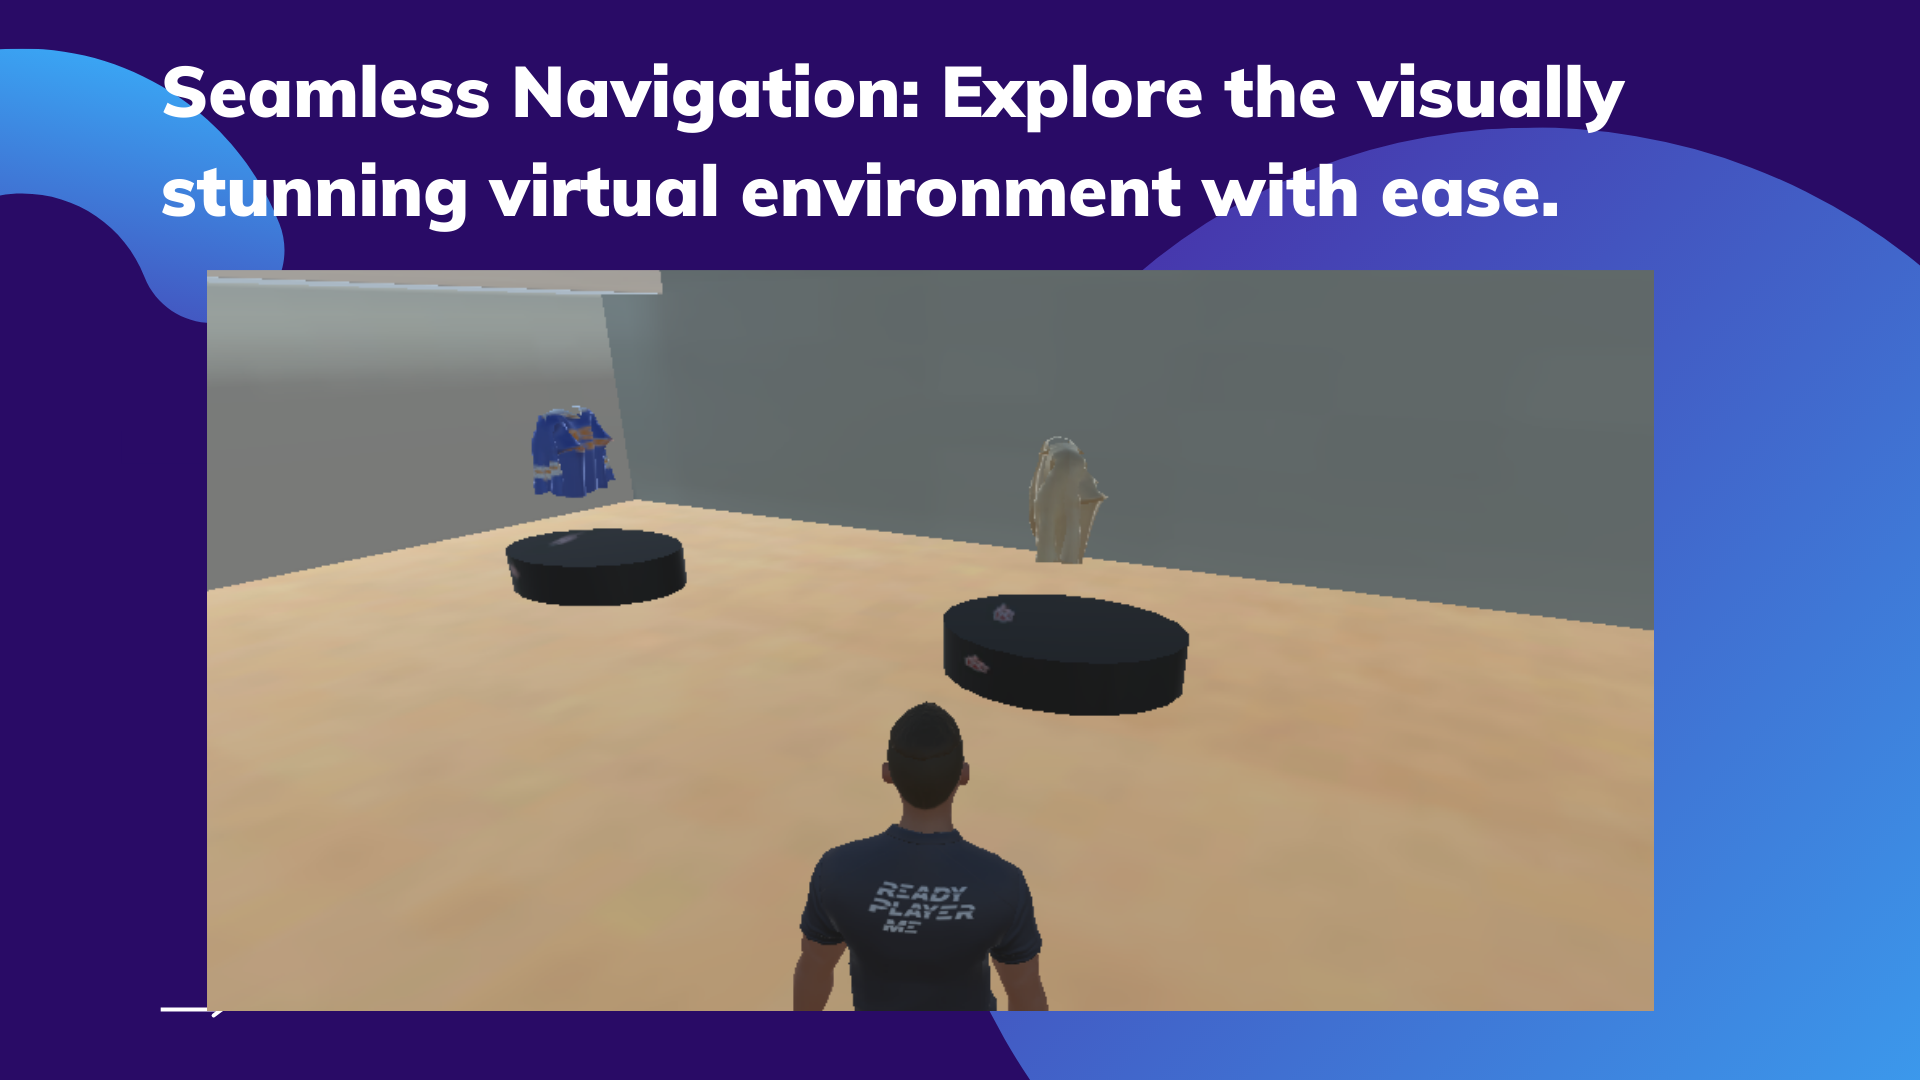 Seamless Navigation: Explore the visually
stunning virtual environment with ease.
READY
PLAYER
ME